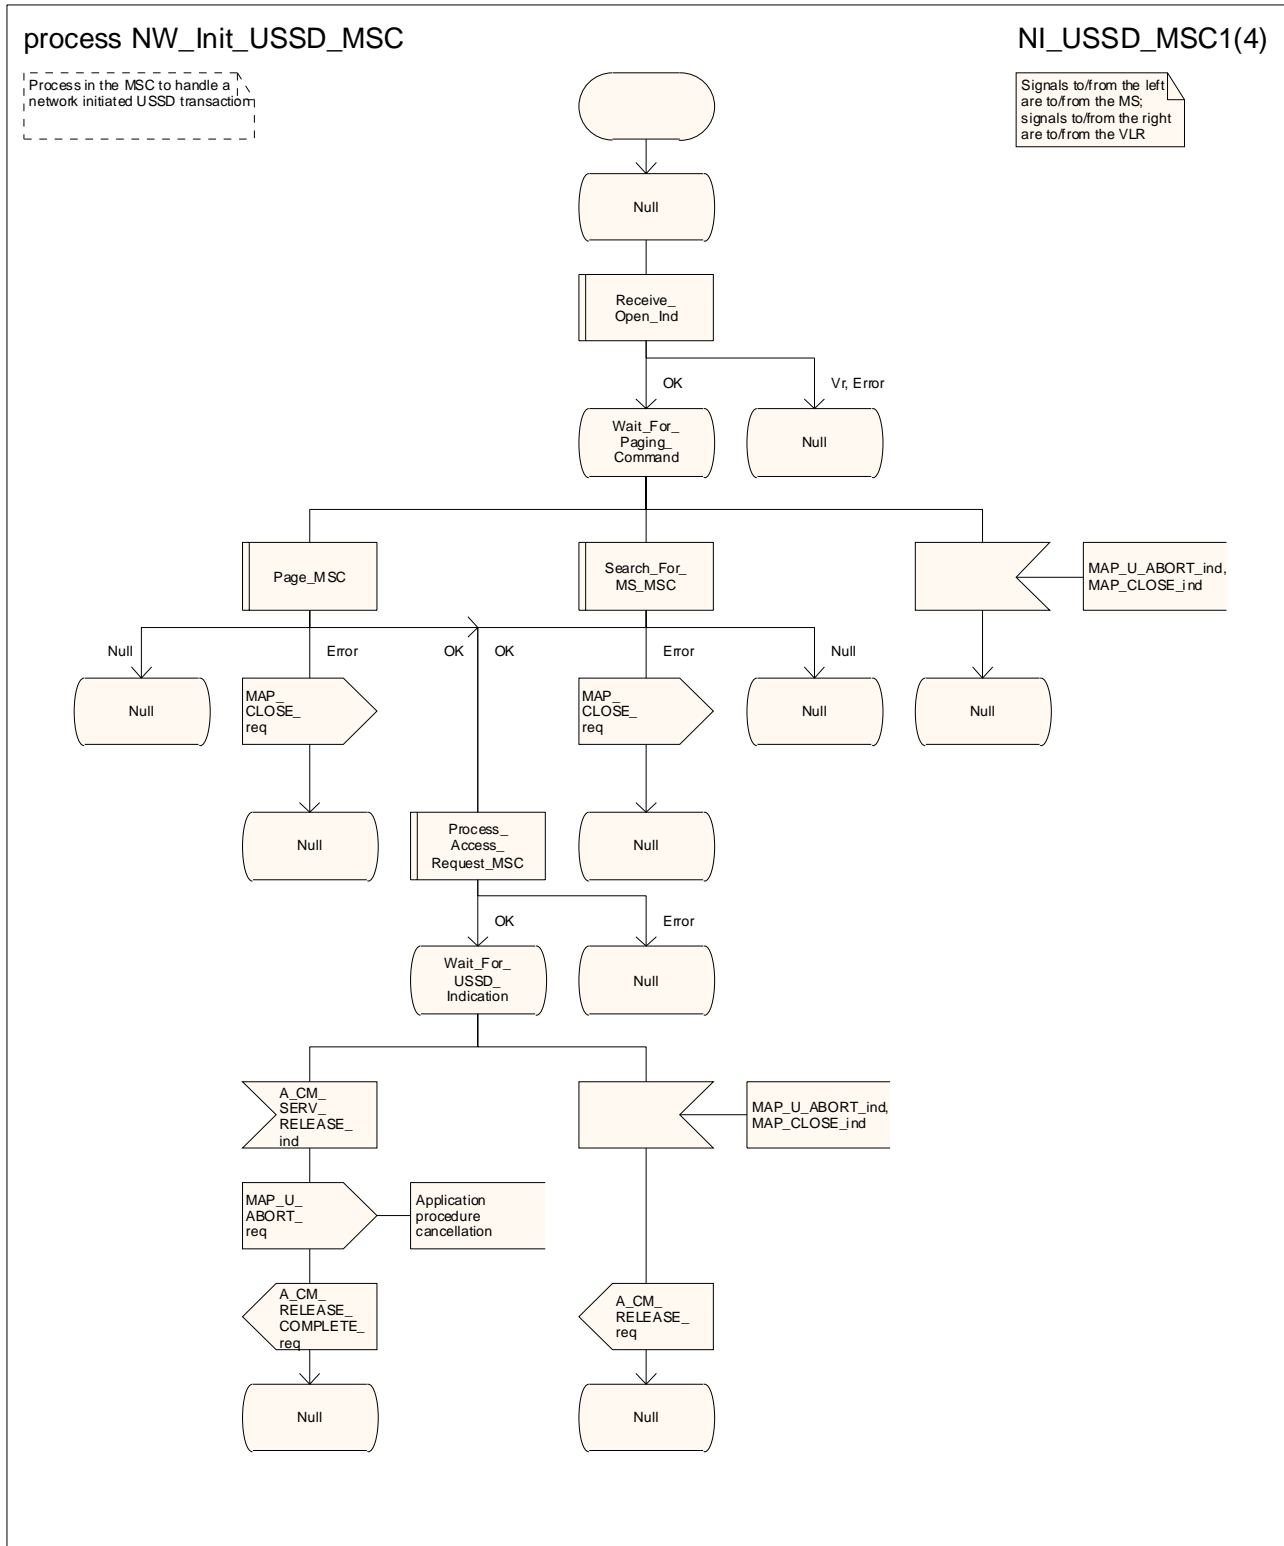 process NW_Init_USSD_MSC
NI_USSD_MSC1(4)
Process in the MSC to handle a
network initiated USSD transaction
Signals to/from the left
are to/from the MS;
signals to/from the right
are to/from the VLR
Null
Receive_
Open_Ind
OK
Vr, Error
Wait_For_
Paging_
Command
Null
Page_MSC
Search_For_
MS_MSC
MAP_U_ABORT_ind,
MAP_CLOSE_ind
Null
Error
OK
OK
Error
Null
Null
MAP_
CLOSE_
req
MAP_
CLOSE_
req
Null
Null
Null
Process_
Access_
Request_MSC
Null
OK
Error
Wait_For_
USSD_
Indication
Null
A_CM_
SERV_
RELEASE_
ind
MAP_U_ABORT_ind,
MAP_CLOSE_ind
MAP_U_
ABORT_
req
Application
procedure
cancellation
A_CM_
RELEASE_
COMPLETE_
req
A_CM_
RELEASE_
req
Null
Null